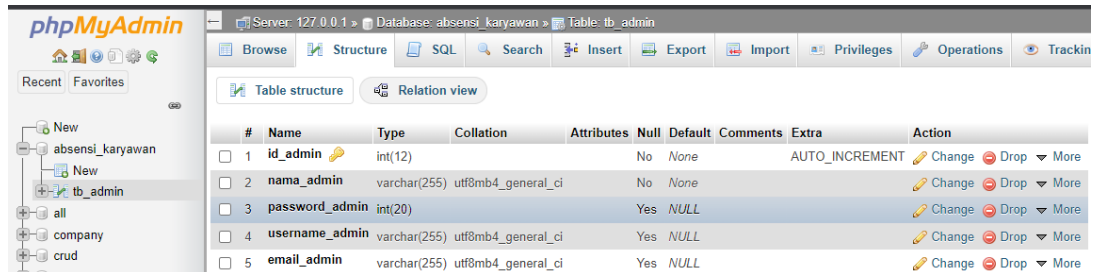 phpMyAdmin
Recent Favorites
New
absensi_karyawan
New
tb_admin
all
company
crud
Server: 127.0.0.1 » Database: absensi_karyawan » Table: tb_admin
Browse Structure SQL Search Insert Export Import Privileges Operations Trackin
Table structure Relation view
# Name Type Collation Attributes Null Default Comments Extra Action
1 id_admin int(12) No None AUTO_INCREMENT Change Drop More
2 nama_admin varchar(255) utf8mb4_general_ci No None Change Drop More
3 password_admin int(20) Yes NULL Change Drop More
4 username_admin varchar(255) utf8mb4_general_ci Yes NULL Change Drop More
5 email_admin varchar(255) utf8mb4_general_ci Yes NULL Change Drop More